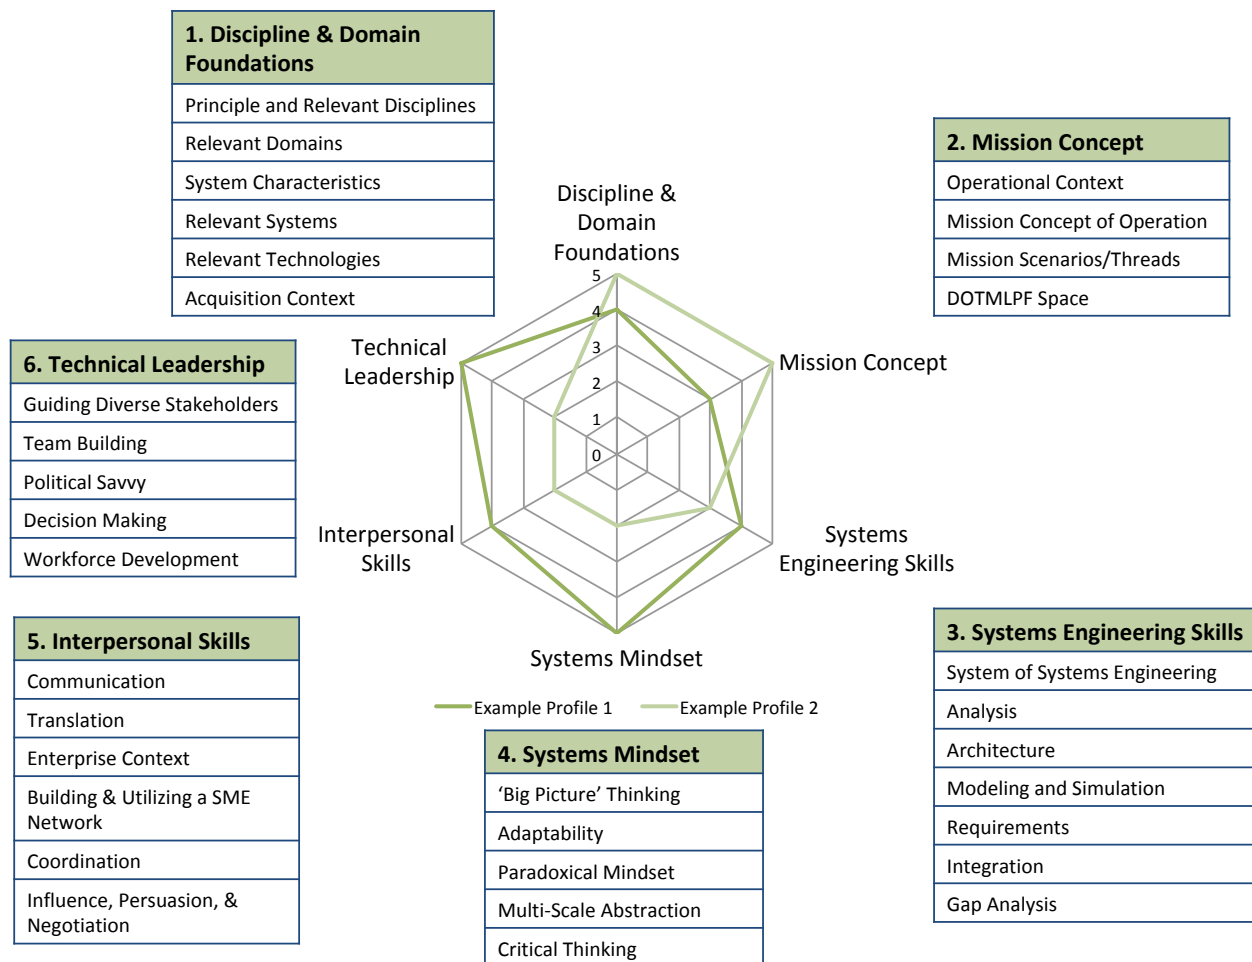 1. Discipline & Domain
Foundations
Principle and Relevant Disciplines
Relevant Domains
System Characteristics
Relevant Systems
Relevant Technologies
Acquisition Context
2. Mission Concept
Operational Context
Mission Concept of Operation
Mission Scenarios/Threads
DOTMLPF Space
Discipline &
Domain
Foundations
5
4
3
2
1
0
Technical
Leadership
Mission Concept
Interpersonal
Skills
Systems
Engineering Skills
Systems Mindset
Example Profile 1
Example Profile 2
6. Technical Leadership
Guiding Diverse Stakeholders
Team Building
Political Savvy
Decision Making
Workforce Development
5. Interpersonal Skills
Communication
Translation
Enterprise Context
Building & Utilizing a SME
Network
Coordination
Influence, Persuasion, &
Negotiation
4. Systems Mindset
‘Big Picture’ Thinking
Adaptability
Paradoxical Mindset
Multi-Scale Abstraction
Critical Thinking
3. Systems Engineering Skills
System of Systems Engineering
Analysis
Architecture
Modeling and Simulation
Requirements
Integration
Gap Analysis